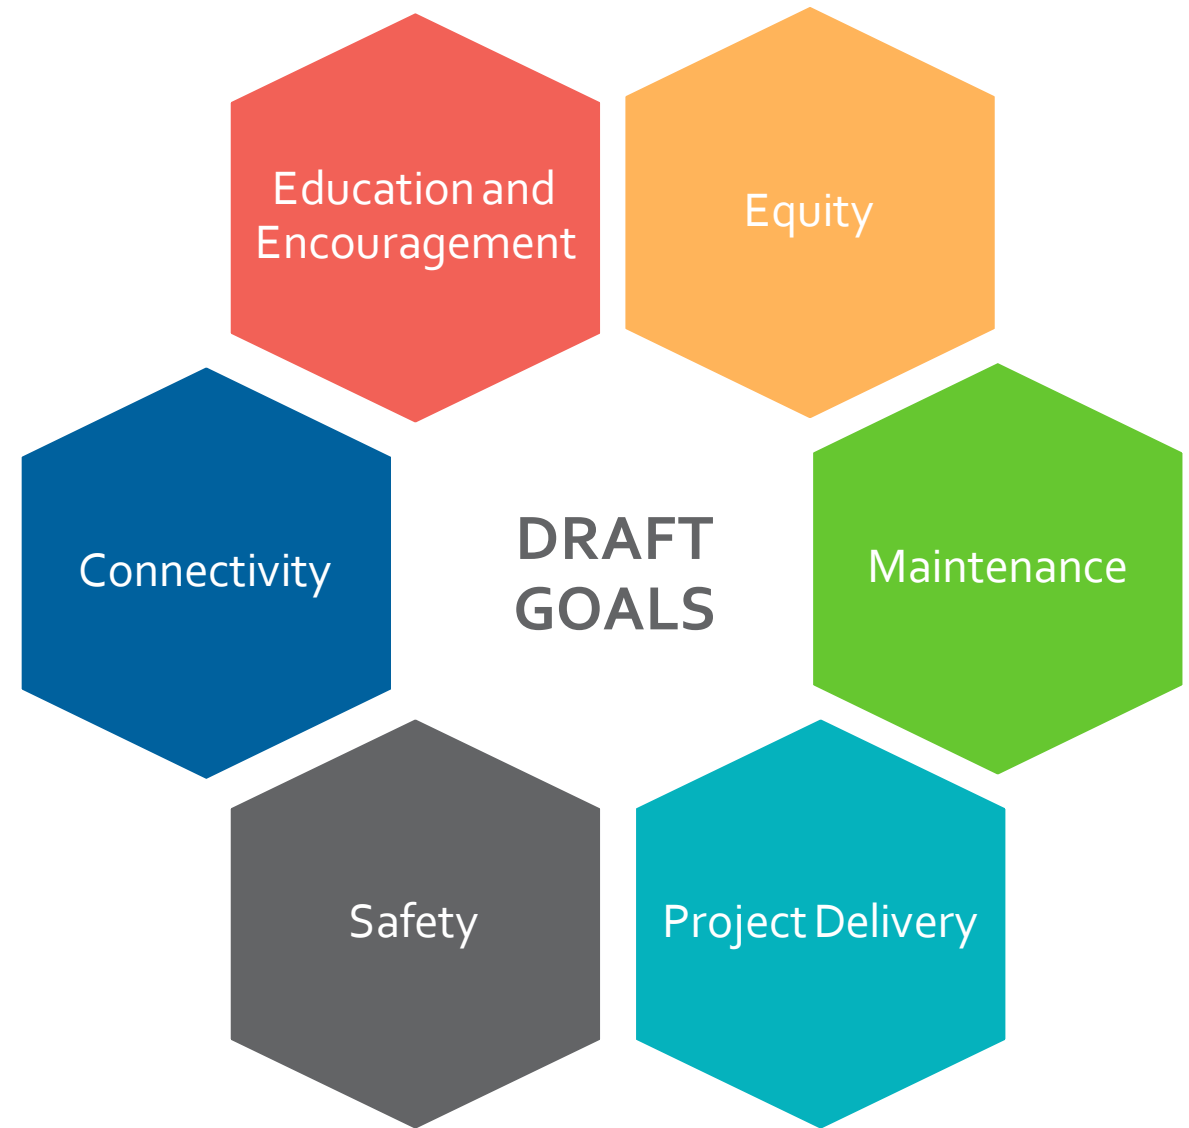 Education and
Encouragement
Equity
Connectivity
DRAFT
GOALS
Maintenance
Safety
Project Delivery